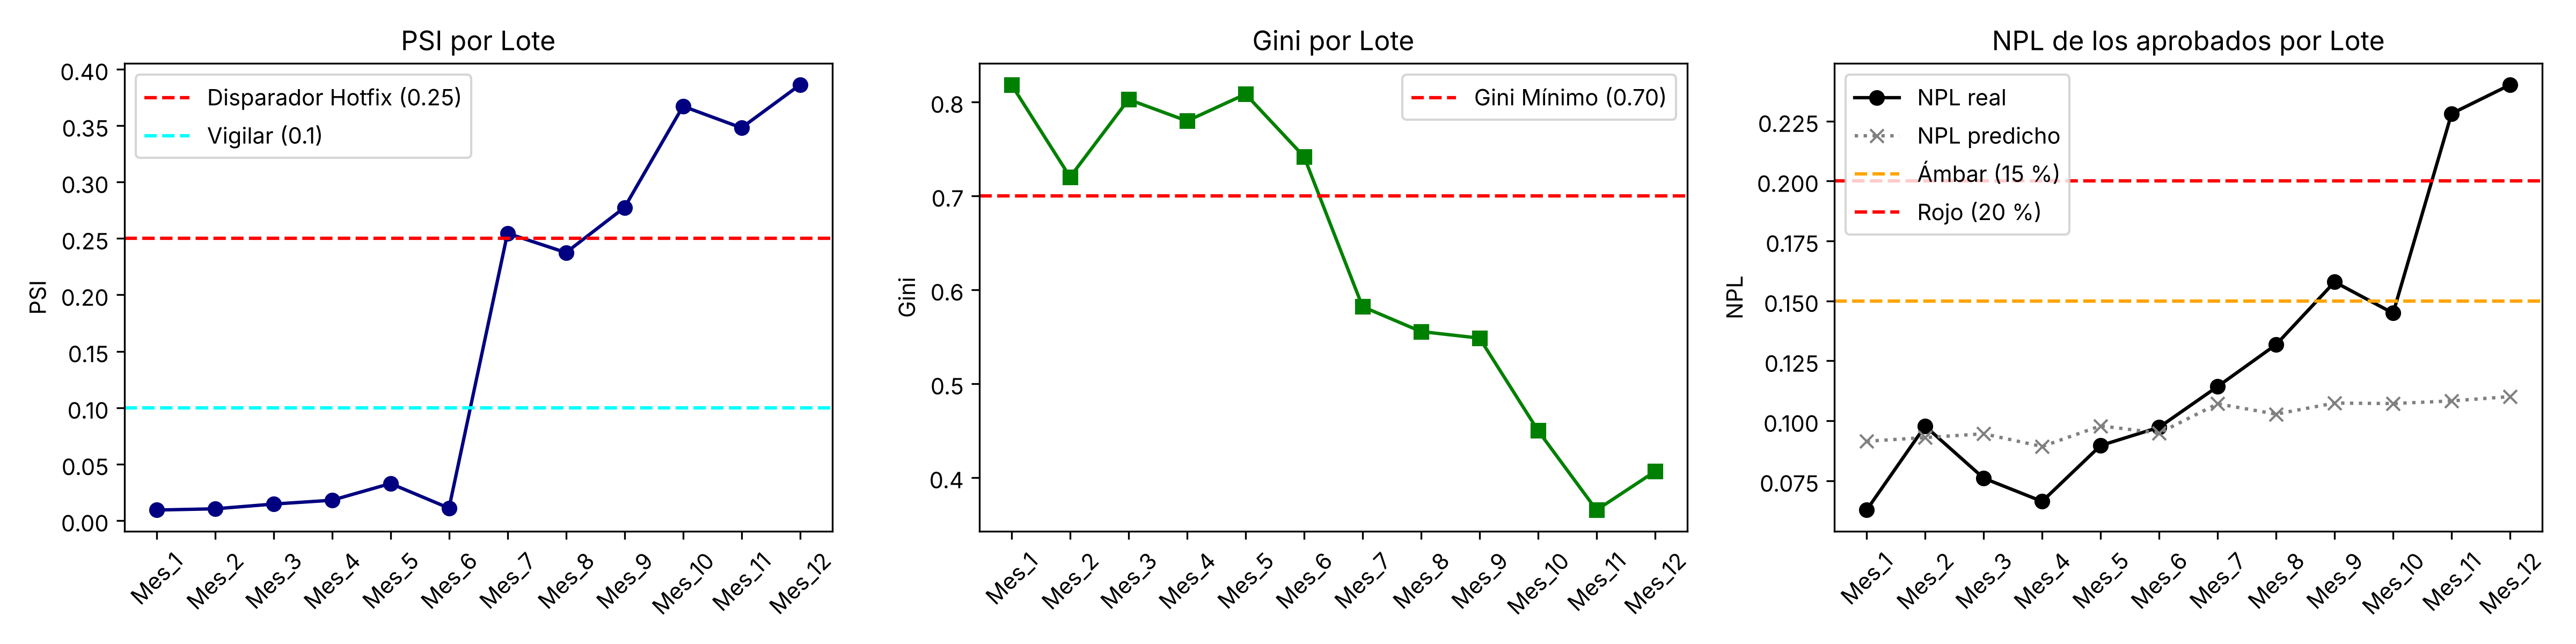 PSI por Lote
PSI
0.40
0.35
0.30
0.25
0.20
0.15
0.10
0.05
0.00
Disparador Hotfix (0.25)
Vigilar (0.1)
Mes_1
Mes_2
Mes_3
Mes_4
Mes_5
Mes_6
Mes_7
Mes_8
Mes_9
Mes_10
Mes_11
Mes_12
Gini por Lote
Gini
0.8
0.7
0.6
0.5
0.4
Gini Mínimo (0.70)
Mes_1
Mes_2
Mes_3
Mes_4
Mes_5
Mes_6
Mes_7
Mes_8
Mes_9
Mes_10
Mes_11
Mes_12
NPL de los aprobados por Lote
NPL
0.225
0.200
0.175
0.150
0.125
0.100
0.075
NPL real
NPL predicho
Ámbar (15 %)
Rojo (20 %)
Mes_1
Mes_2
Mes_3
Mes_4
Mes_5
Mes_6
Mes_7
Mes_8
Mes_9
Mes_10
Mes_11
Mes_12